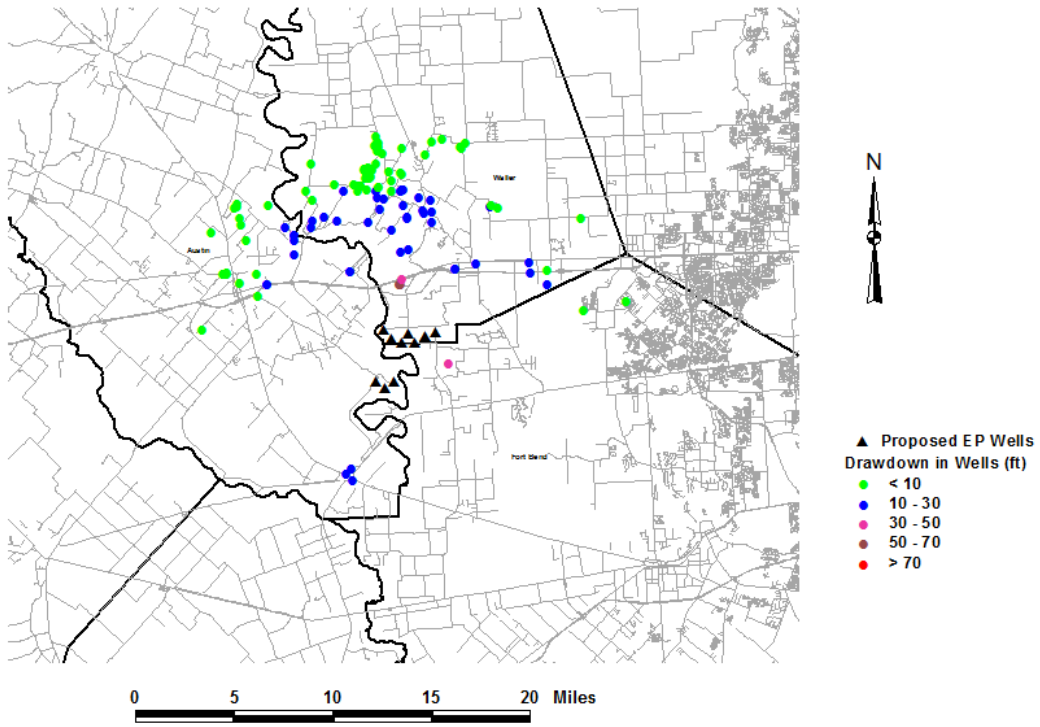 N
Waller
Austin
Fort Bend
Proposed EP Wells
Drawdown in Wells (ft)
< 10
10 - 30
30 - 50
50 - 70
> 70
0 5 10 15 20 Miles